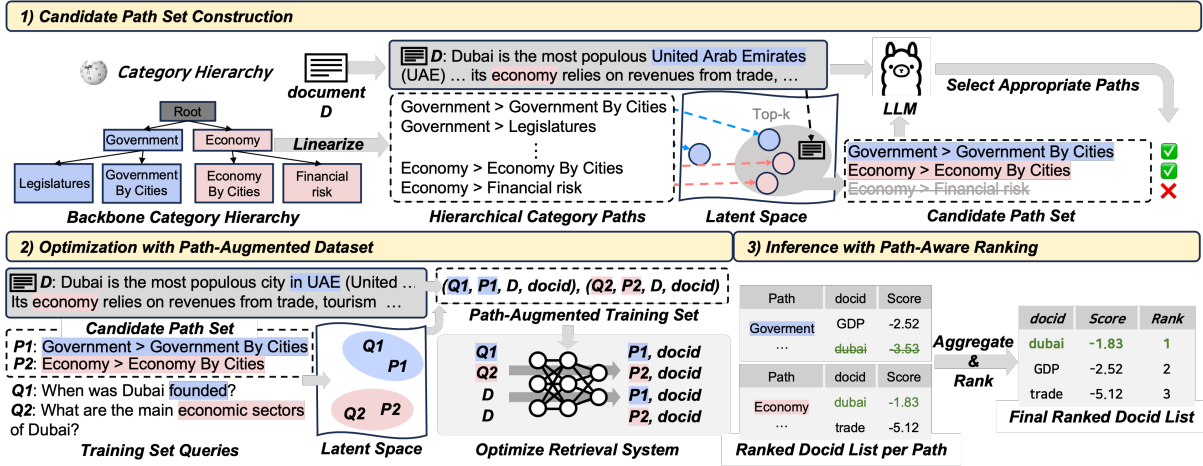 1) Candidate Path Set Construction
Category Hierarchy
document
D
D: Dubai is the most populous United Arab Emirates
(UAE) … its economy relies on revenues from trade, …
LLM
Select Appropriate Paths
Root
Government
Economy
Legislatures
Government
By Cities
Economy
By Cities
Financial
risk
Backbone Category Hierarchy
Linearize
Government > Government By Cities
Government > Legislatures
⋮
Economy > Economy By Cities
Economy > Financial risk
Hierarchical Category Paths
Top-k
Latent Space
Government > Government By Cities
Economy > Economy By Cities
Economy > Financial risk
Candidate Path Set
2) Optimization with Path-Augmented Dataset
D: Dubai is the most populous city in UAE (United …
Its economy relies on revenues from trade, tourism …
Candidate Path Set
P1: Government > Government By Cities
P2: Economy > Economy By Cities
Q1: When was Dubai founded?
Q2: What are the main economic sectors
of Dubai?
Training Set Queries
Q1
P1
Q2 P2
Latent Space
(Q1, P1, D, docid), (Q2, P2, D, docid)
Path-Augmented Training Set
Q1
Q2
D
D
P1, docid
P2, docid
P1, docid
P2, docid
Optimize Retrieval System
3) Inference with Path-Aware Ranking
Path docid Score
Goverment GDP -2.52
… dubai -3.53
Path docid Score
Economy dubai -1.83
… trade -5.12
Ranked Docid List per Path
Aggregate
&
Rank
docid Score Rank
dubai -1.83 1
GDP -2.52 2
trade -5.12 3
Final Ranked Docid List